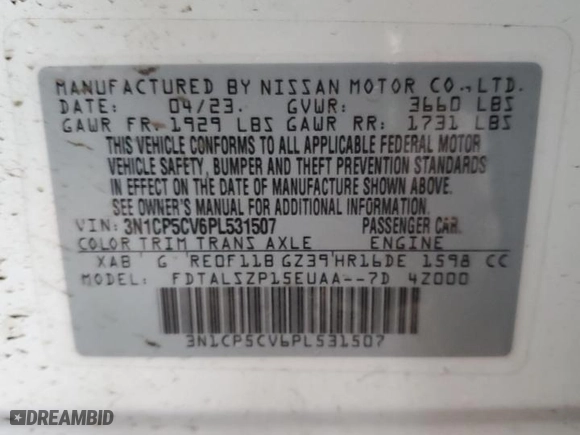 MANUFACTURED BY NISSAN MOTOR CO.,LTD.
DATE: 04/23. GVWR: 3660 LBS
GAWR FR: 1929 LBS GAWR RR: 1731 LBS
THIS VEHICLE CONFORMS TO ALL APPLICABLE FEDERAL MOTOR
VEHICLE SAFETY, BUMPER AND THEFT PREVENTION STANDARDS
IN EFFECT ON THE DATE OF MANUFACTURE SHOWN ABOVE.
SEE OWNER'S MANUAL FOR ADDITIONAL INFORMATION.
VIN: 3N1CP5CV6PL531507 PASSENGER CAR.
COLOR TRIM TRANS AXLE ENGINE
XAB G RE0F11B GZ39 HR16DE 1598 CC
MODEL: FDTALSZP15EUAA--7D 4Z000
3N1CP5CV6PL531507
DREAMBID